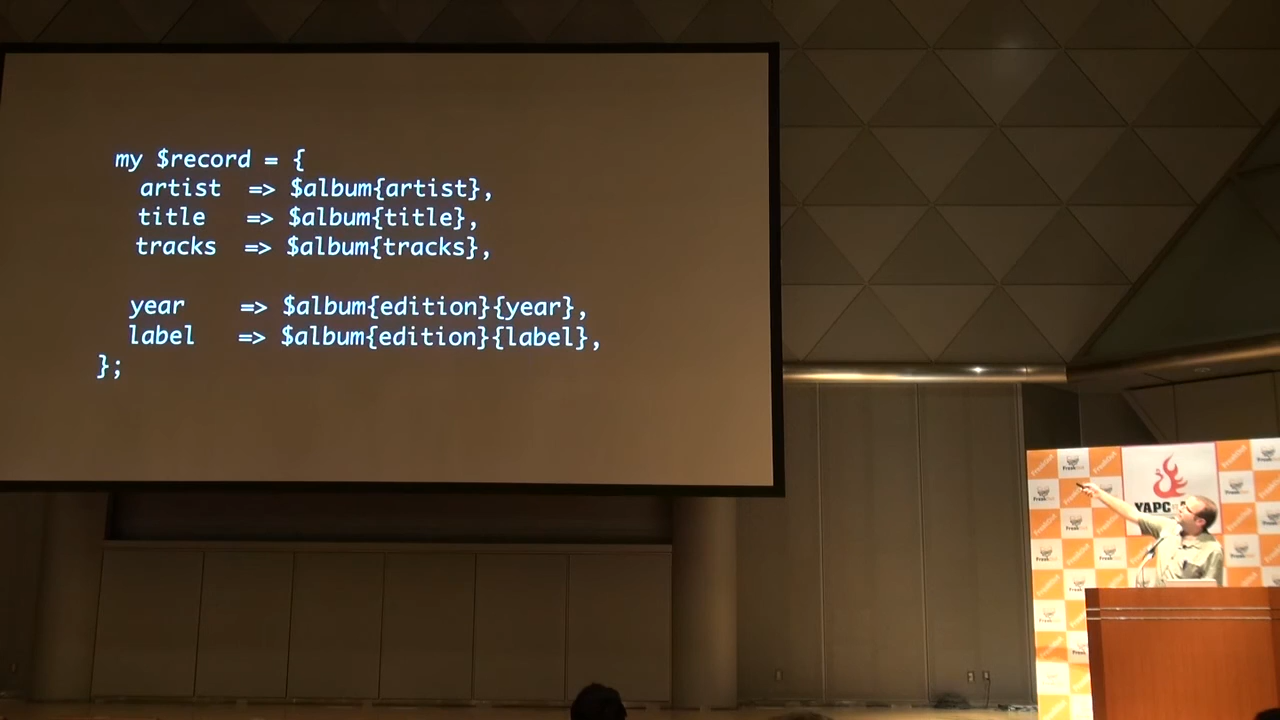 my $record = {
artist => $album{artist},
title => $album{title},
tracks => $album{tracks},
year => $album{edition}{year},
label => $album{edition}{label},
};
YAPC
FreakOut